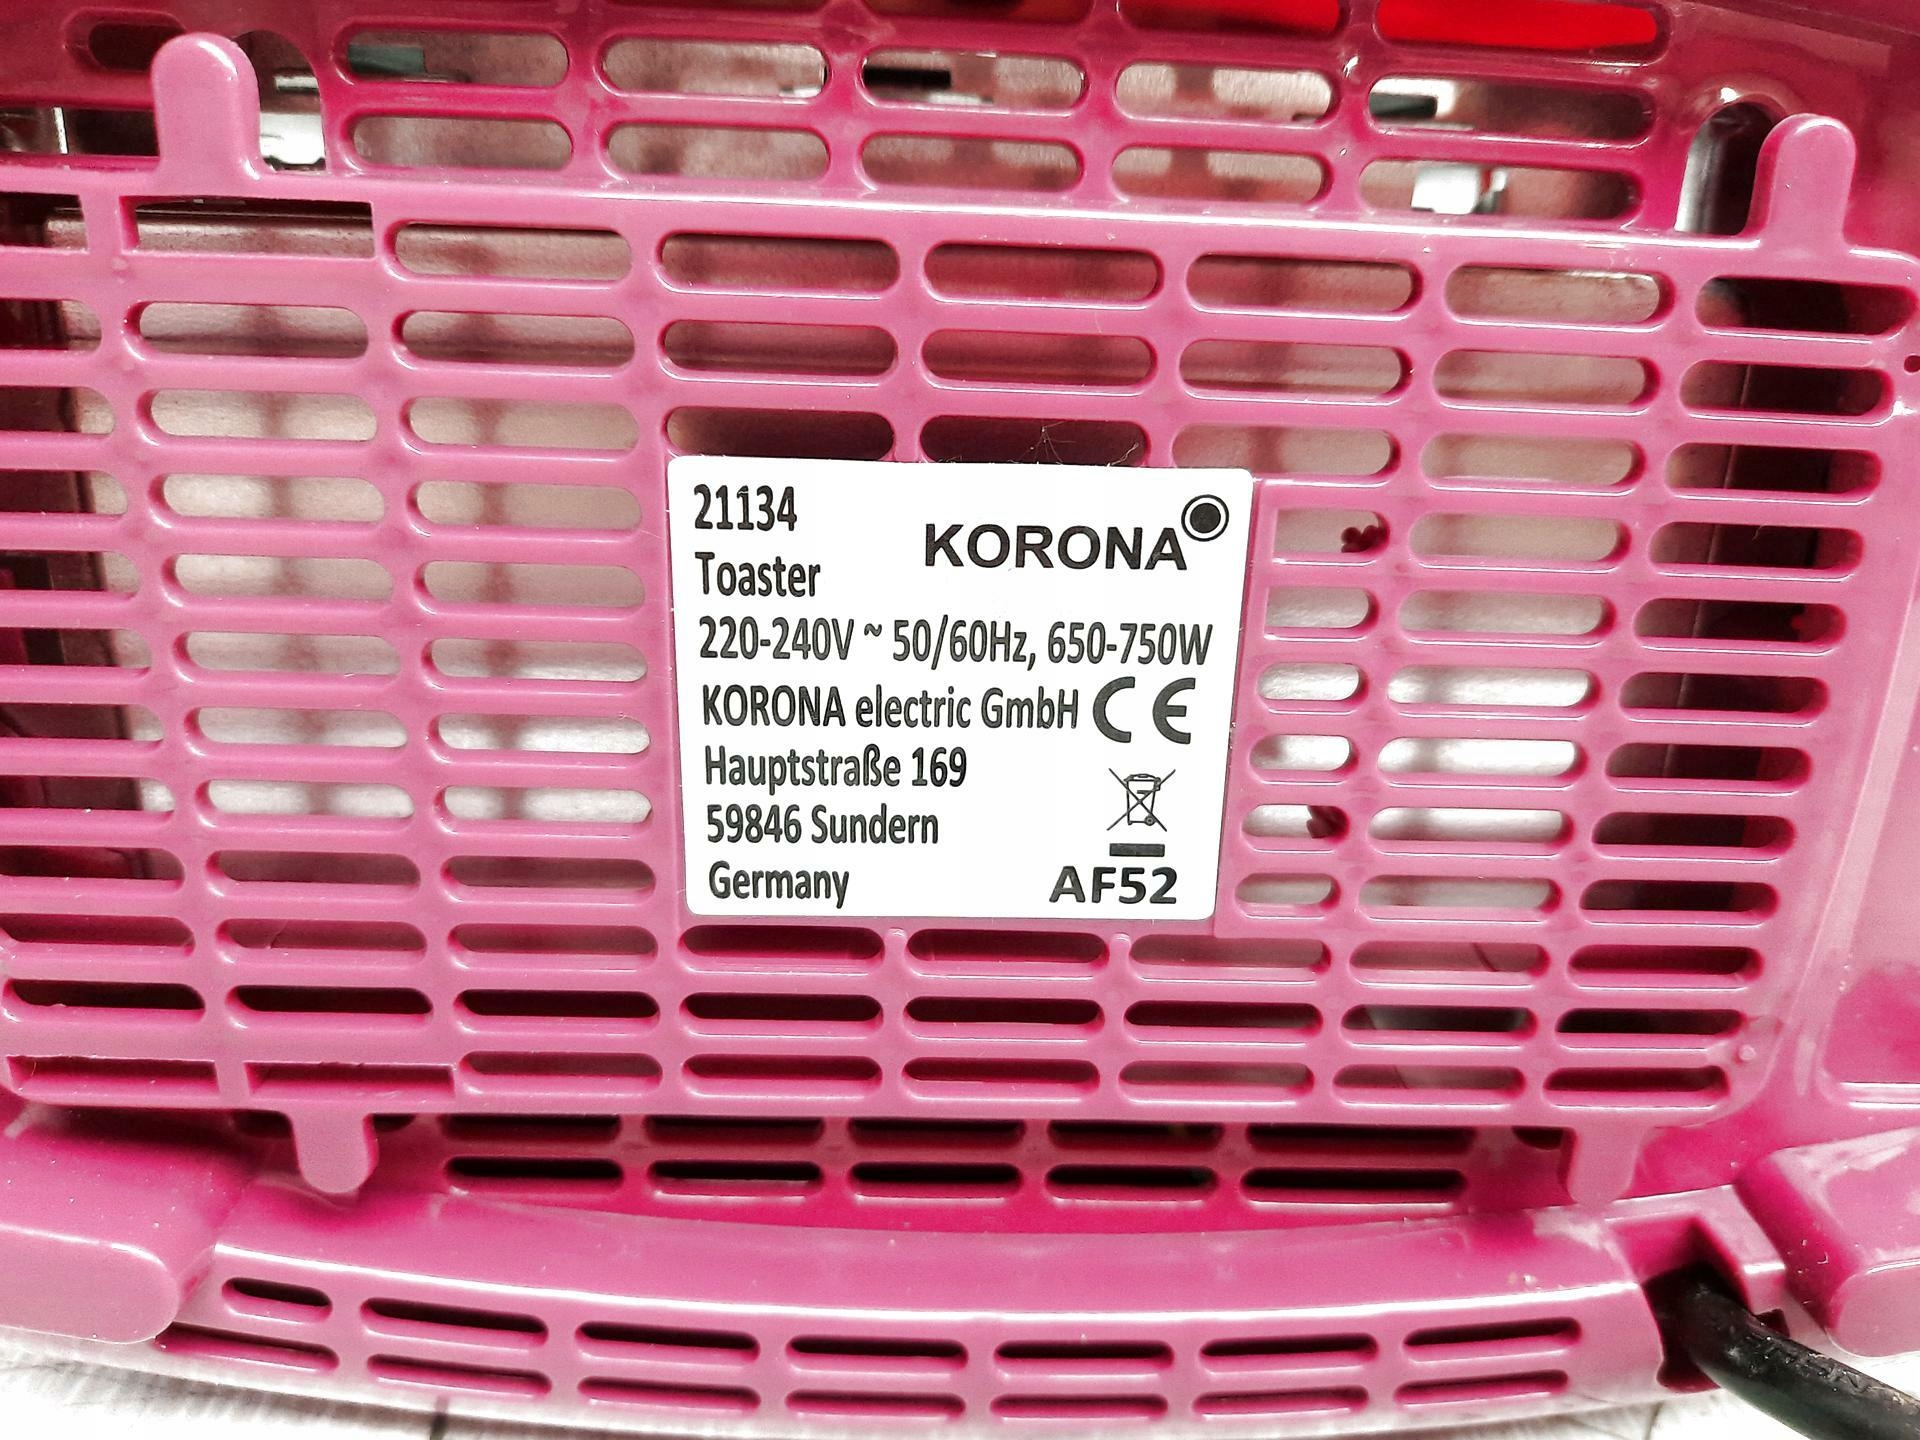 21134
KORONA
Toaster
220-240V ~ 50/60Hz, 650-750W
KORONA electric GmbH CE
Hauptstraße 169
59846 Sundern
Germany
AF52